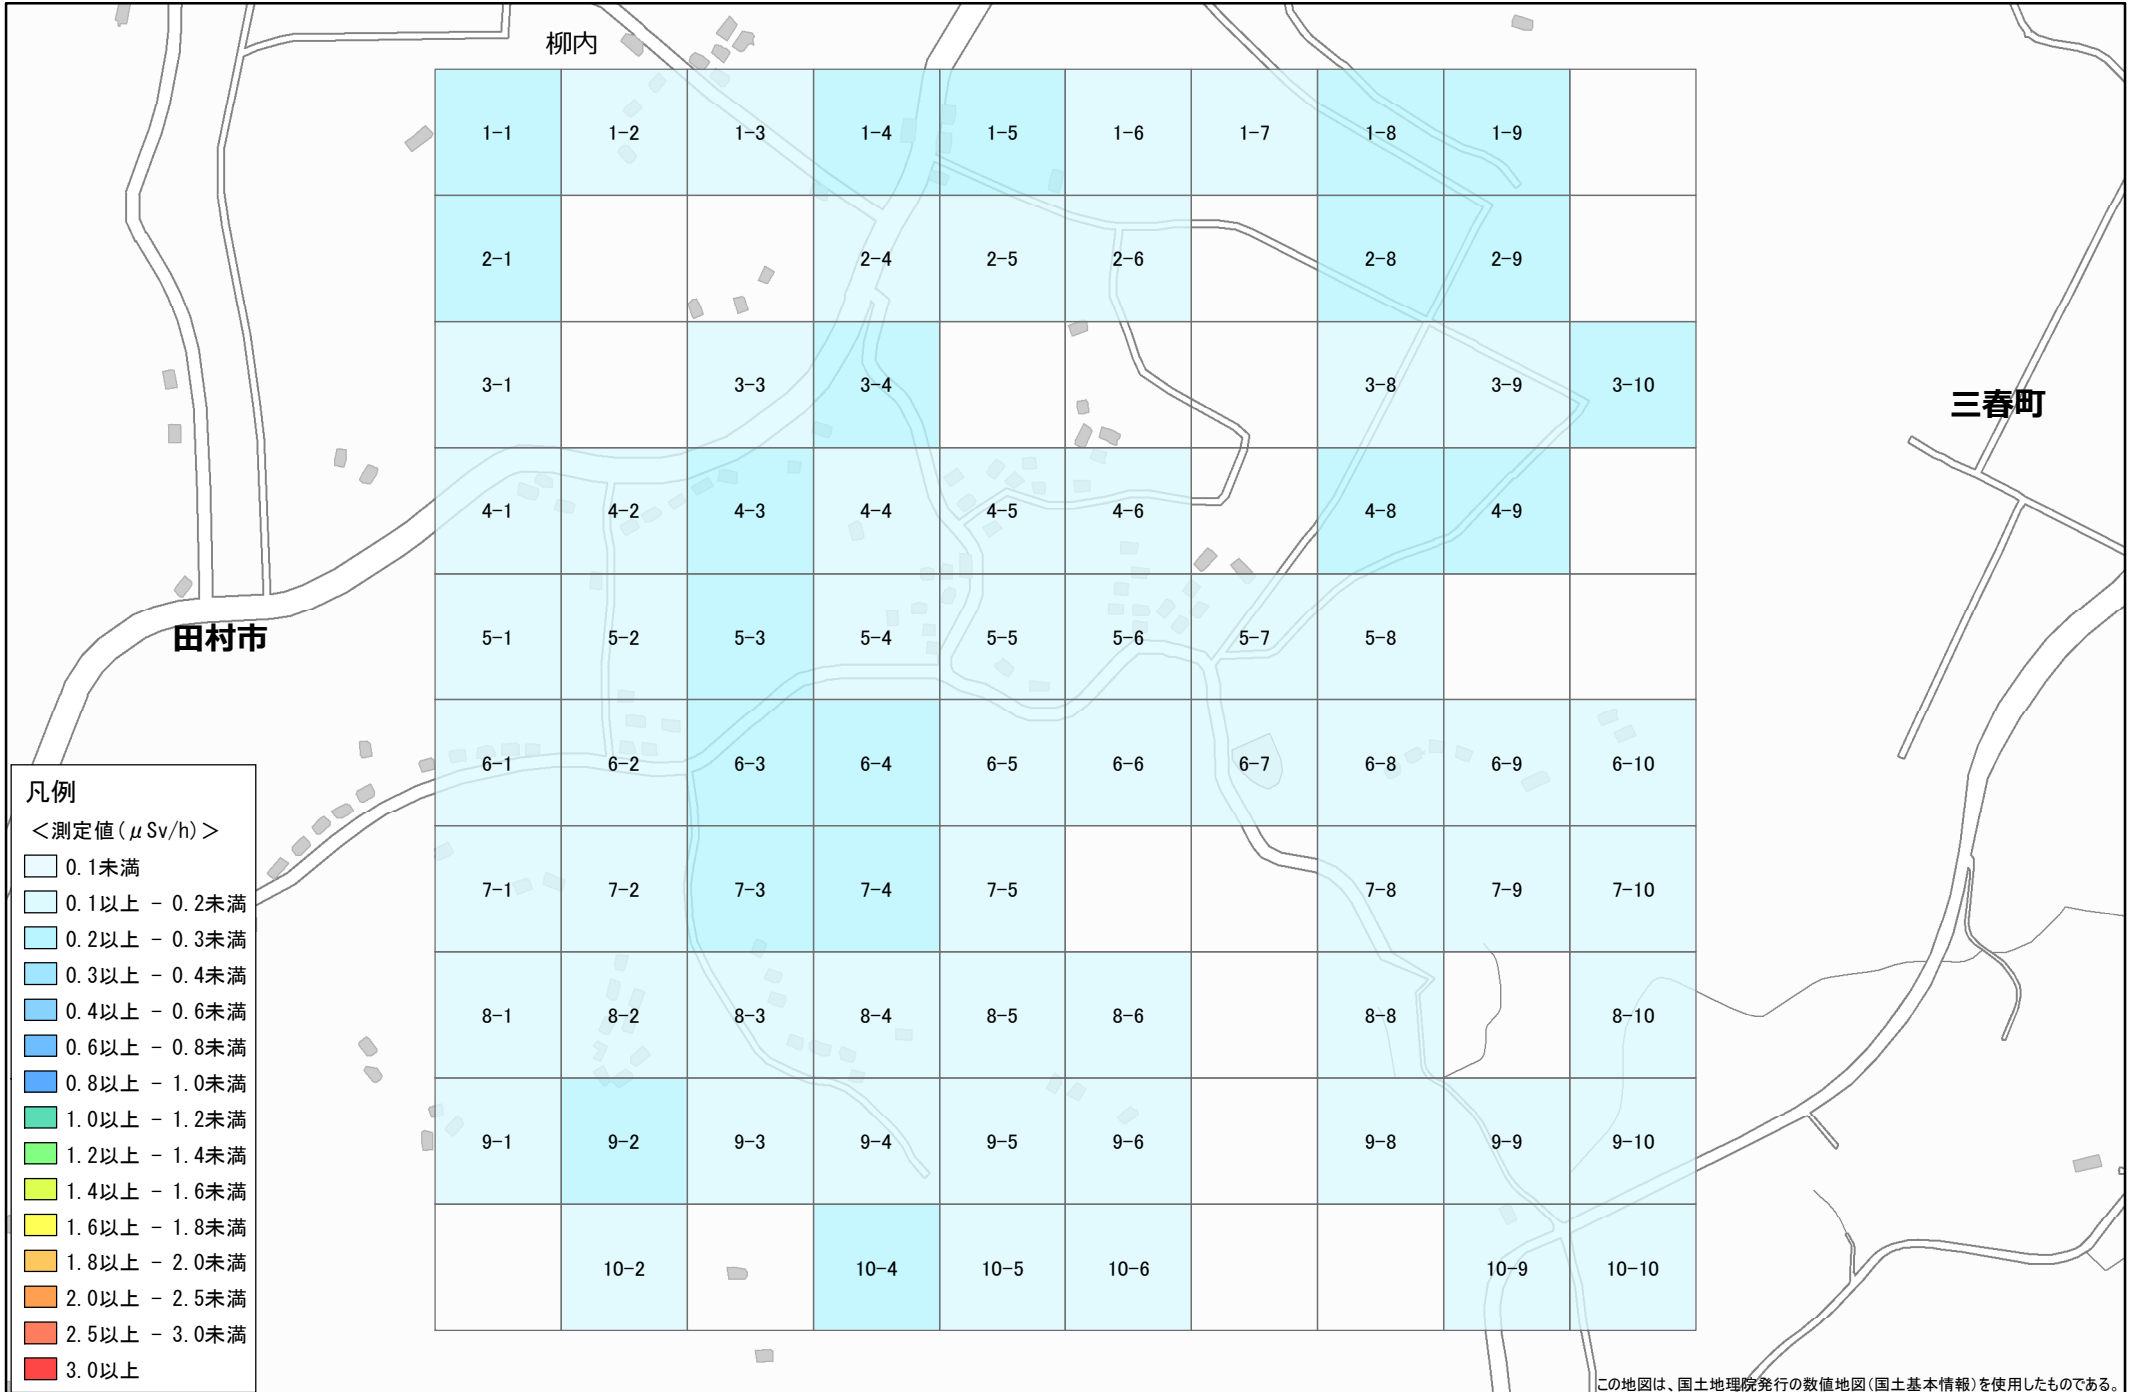 柳内
1-1 1-2 1-3 1-4 1-5 1-6 1-7 1-8 1-9
2-1 2-4 2-5 2-6 2-8 2-9
3-1 3-3 3-4 3-8 3-9 3-10
三春町
4-1 4-2 4-3 4-4 4-5 4-6 4-8 4-9
5-1 5-2 5-3 5-4 5-5 5-6 5-7 5-8
田村市
6-1 6-2 6-3 6-4 6-5 6-6 6-7 6-8 6-9 6-10
7-1 7-2 7-3 7-4 7-5 7-8 7-9 7-10
8-1 8-2 8-3 8-4 8-5 8-6 8-8 8-10
9-1 9-2 9-3 9-4 9-5 9-6 9-8 9-9 9-10
10-2 10-4 10-5 10-6 10-9 10-10
凡例
＜測定値(μSv/h)＞
0.1未満
0.1以上 - 0.2未満
0.2以上 - 0.3未満
0.3以上 - 0.4未満
0.4以上 - 0.6未満
0.6以上 - 0.8未満
0.8以上 - 1.0未満
1.0以上 - 1.2未満
1.2以上 - 1.4未満
1.4以上 - 1.6未満
1.6以上 - 1.8未満
1.8以上 - 2.0未満
2.0以上 - 2.5未満
2.5以上 - 3.0未満
3.0以上
この地図は、国土地理院発行の数値地図(国土基本情報)を使用したものである。